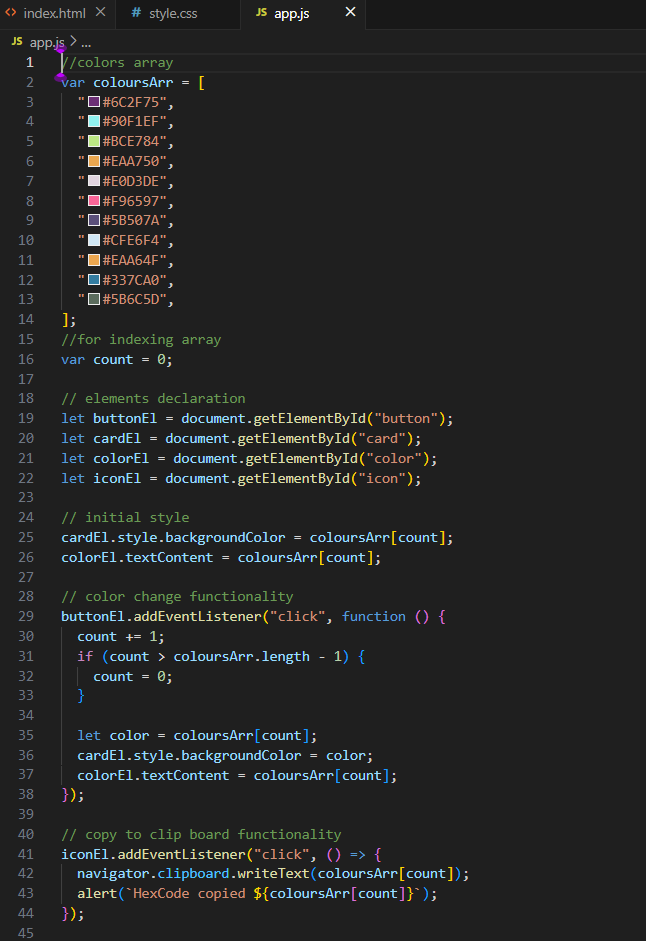 index.html
style.css
JS app.js
JS app.js > ...
1 //colors array
2 var coloursArr = [
3 "#6C2F75",
4 "#90F1EF",
5 "#BCE784",
6 "#EAA750",
7 "#E0D3DE",
8 "#F96597",
9 "#5B507A",
10 "#CFE6F4",
11 "#EAA64F",
12 "#337CA0",
13 "#5B6C5D",
14 ];
15 //for indexing array
16 var count = 0;
17
18 // elements declaration
19 let buttonEl = document.getElementById("button");
20 let cardEl = document.getElementById("card");
21 let colorEl = document.getElementById("color");
22 let iconEl = document.getElementById("icon");
23
24 // initial style
25 cardEl.style.backgroundColor = coloursArr[count];
26 colorEl.textContent = coloursArr[count];
27
28 // color change functionality
29 buttonEl.addEventListener("click", function () {
30 count += 1;
31 if (count > coloursArr.length - 1) {
32 count = 0;
33 }
34
35 let color = coloursArr[count];
36 cardEl.style.backgroundColor = color;
37 colorEl.textContent = coloursArr[count];
38 });
39
40 // copy to clip board functionality
41 iconEl.addEventListener("click", () => {
42 navigator.clipboard.writeText(coloursArr[count]);
43 alert(`HexCode copied ${coloursArr[count]}`);
44 });
45